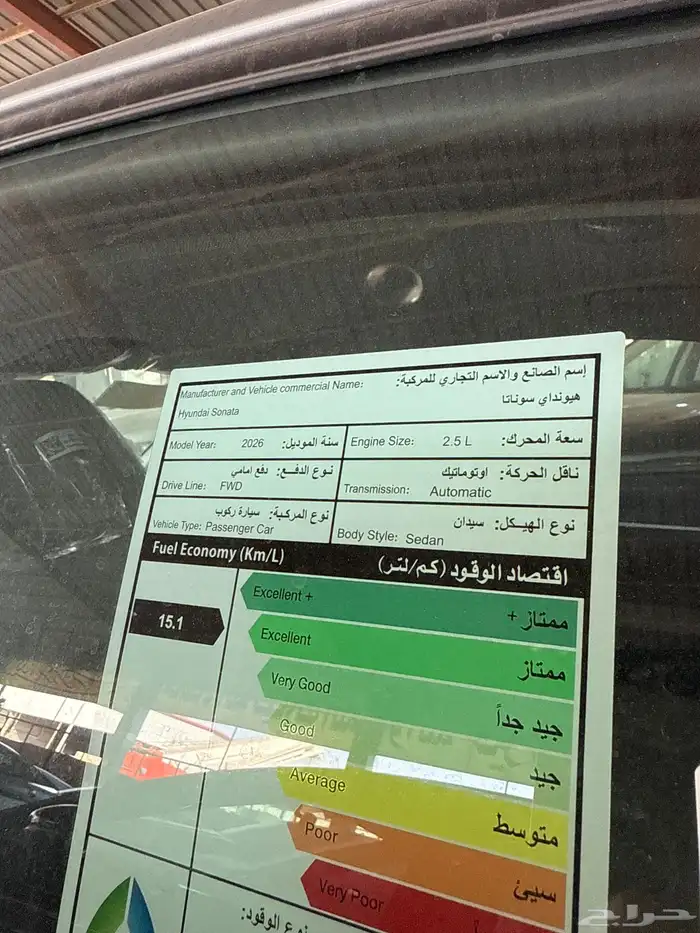 Manufacturer and Vehicle commercial Name: إسم الصانع والاسم التجاري للمركبة:
Hyundai Sonata هيونداي سوناتا
Model Year: 2026 سنة الموديل: Engine Size: 2.5 L سعة المحرك:
نوع الدفع: دفع امامي ناقل الحركة: اوتوماتيك
Drive Line: FWD Transmission: Automatic
نوع المركبة: سيارة ركوب نوع الهيكل: سيدان
Vehicle Type: Passenger Car Body Style: Sedan
Fuel Economy (Km/L) اقتصاد الوقود (كم/لتر)
15.1
Excellent + ممتاز +
Excellent ممتاز
Very Good جيد جداً
Good جيد
Average متوسط
Poor سيئ
Very Poor
نوع الوقود:
حراج